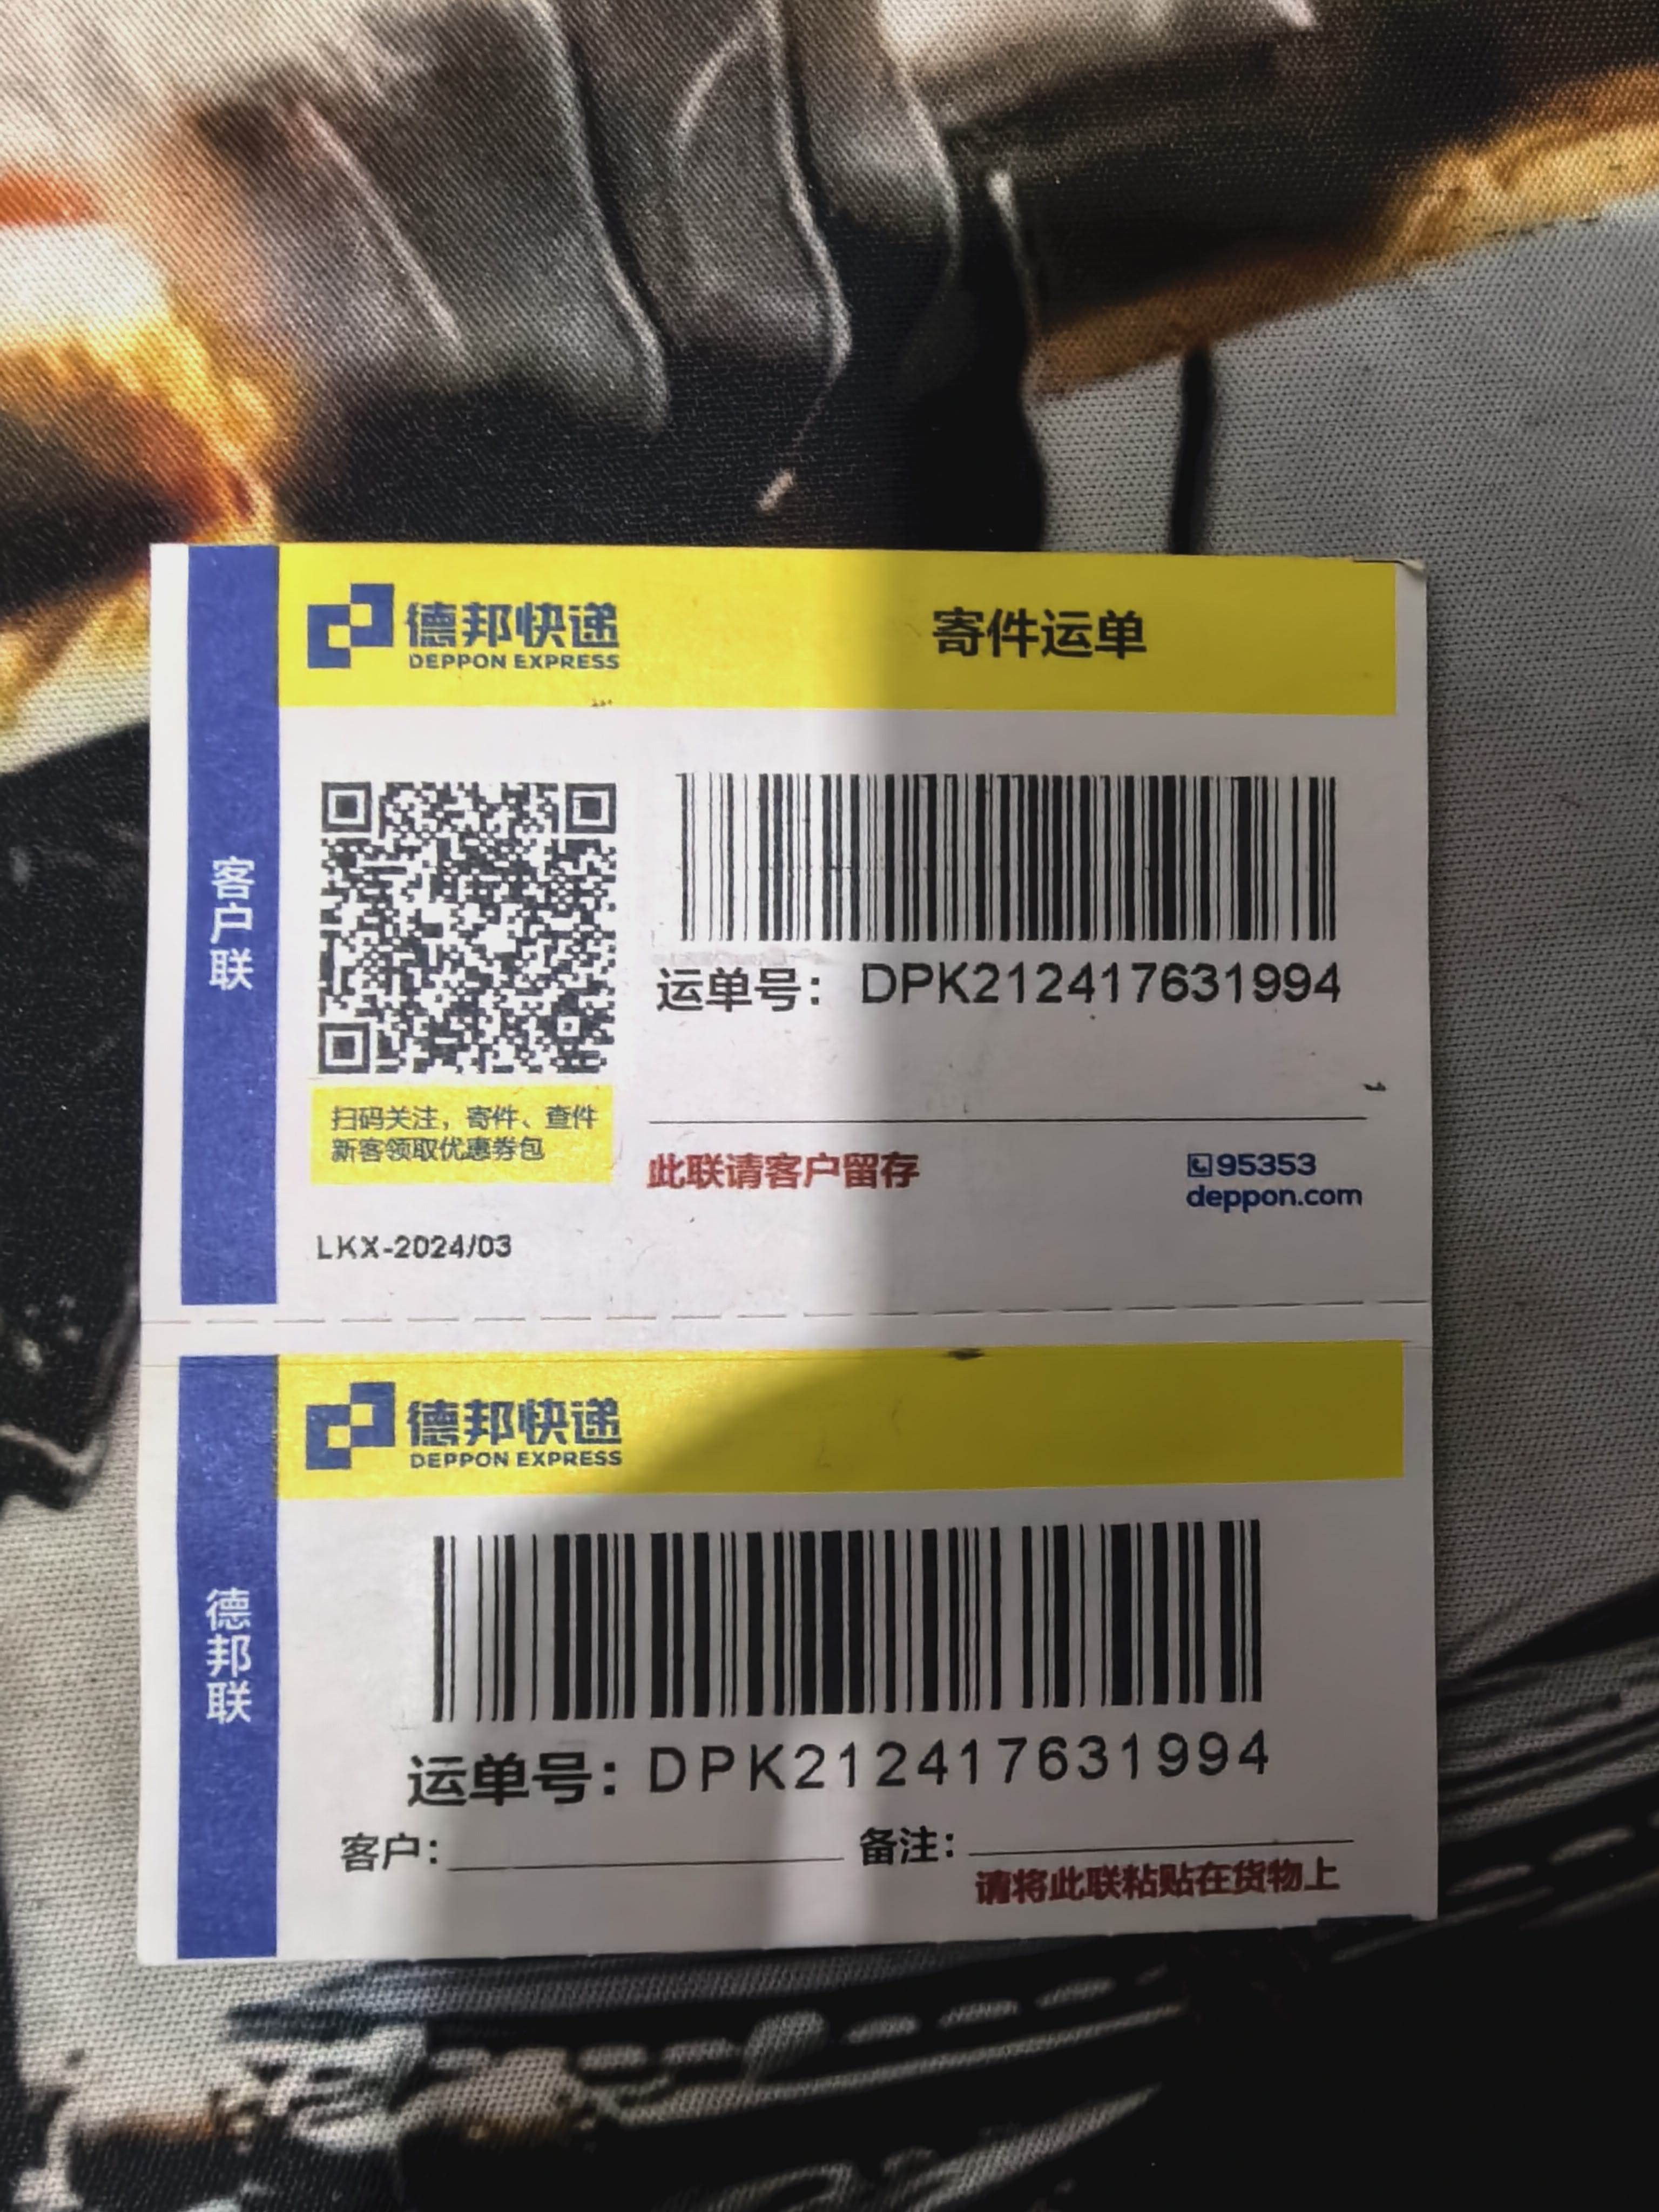 德邦快递
DEPPON EXPRESS
寄件运单
客户联
运单号： DPK212417631994
扫码关注，寄件、查件
新客领取优惠券包
此联请客户留存
95353
deppon.com
LKX-2024/03
德邦快递
DEPPON EXPRESS
德邦联
运单号：DPK212417631994
客户： 备注：
请将此联粘贴在货物上